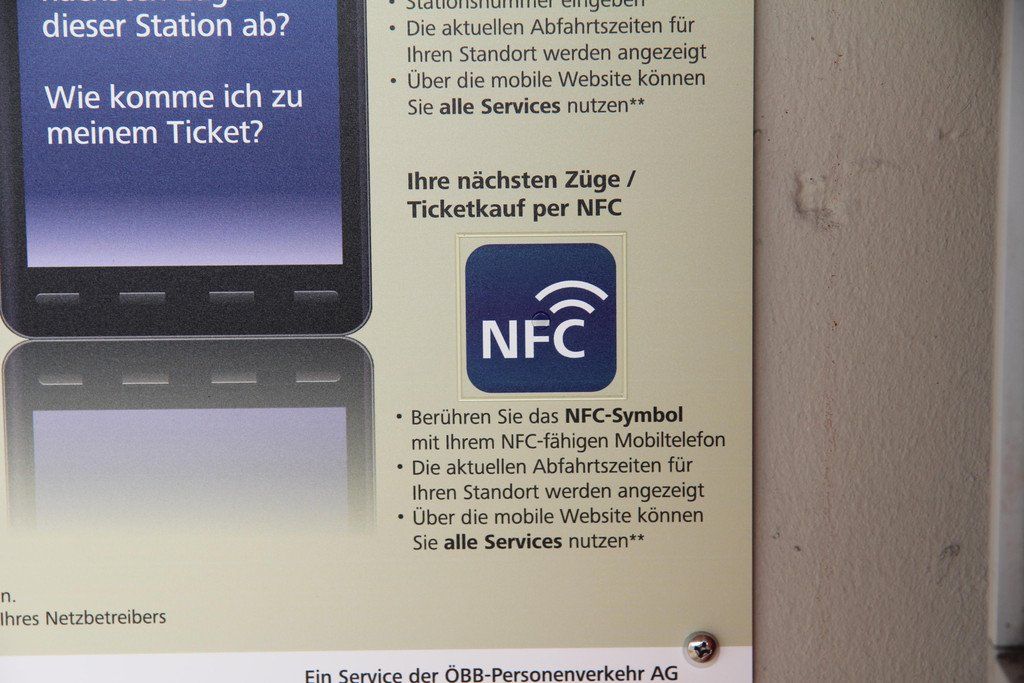 dieser Station ab?
Wie komme ich zu
meinem Ticket?
• Stationsnummer eingeben
• Die aktuellen Abfahrtszeiten für
Ihren Standort werden angezeigt
• Über die mobile Website können
Sie alle Services nutzen**
Ihre nächsten Züge /
Ticketkauf per NFC
NFC
• Berühren Sie das NFC-Symbol
mit Ihrem NFC-fähigen Mobiltelefon
• Die aktuellen Abfahrtszeiten für
Ihren Standort werden angezeigt
• Über die mobile Website können
Sie alle Services nutzen**
n.
Ihres Netzbetreibers
Ein Service der ÖBB-Personenverkehr AG